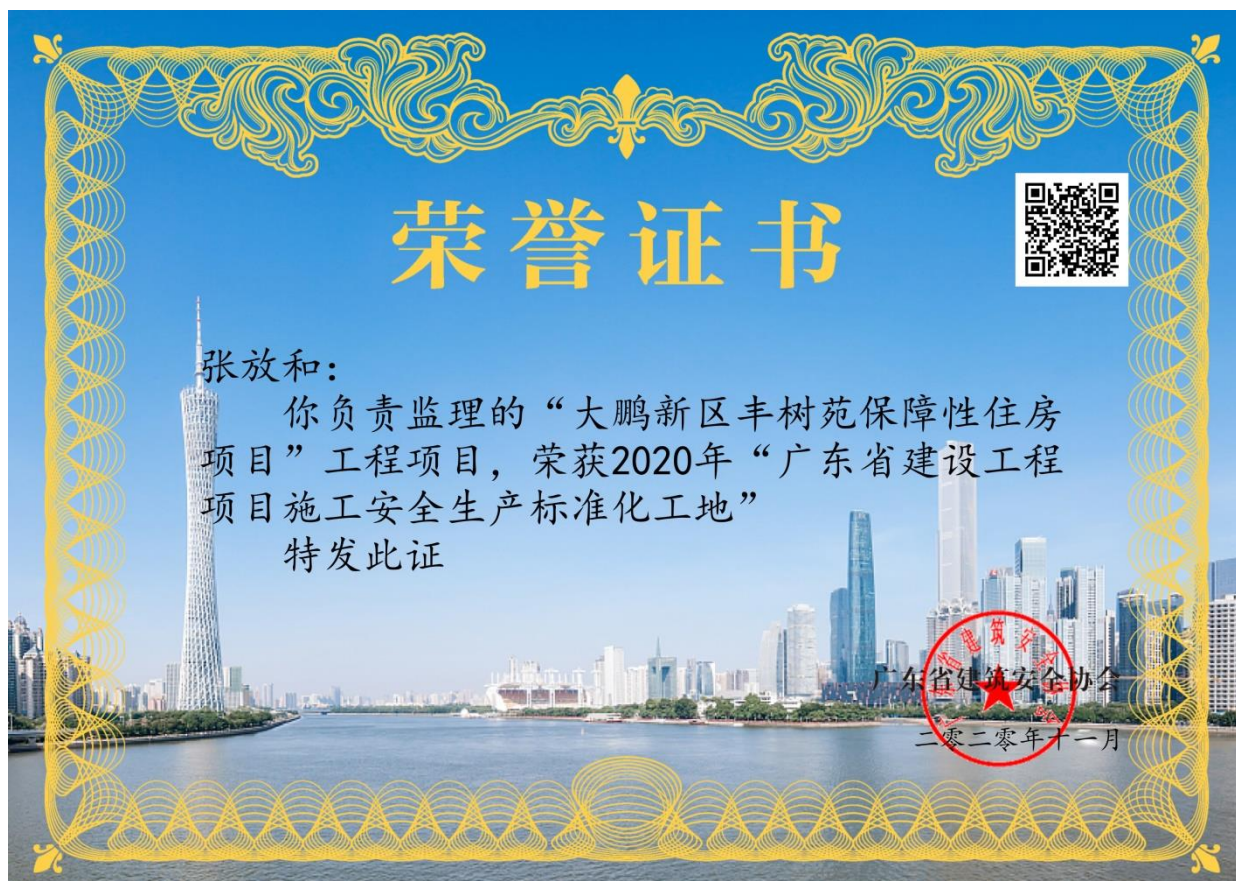 荣誉证书
张放和：
你负责监理的“大鹏新区丰树苑保障性住房
项目”工程项目，荣获2020年“广东省建设工程
项目施工安全生产标准化工地”
特发此证
广东省建筑安全协会
二零二零年十一月